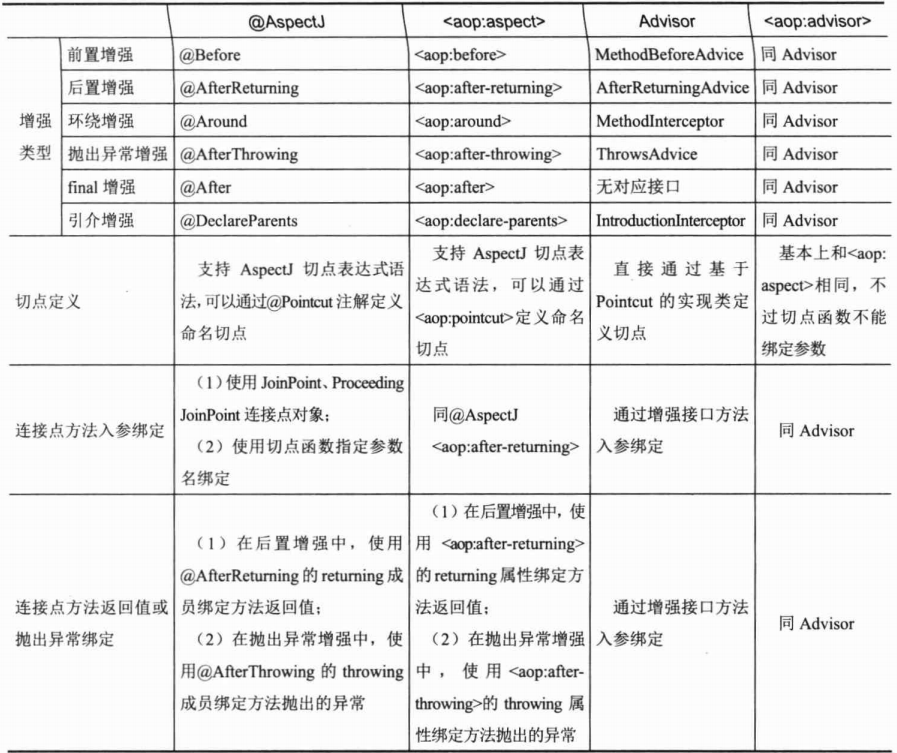 @AspectJ <aop:aspect> Advisor <aop:advisor>
增强类型
前置增强 @Before <aop:before> MethodBeforeAdvice 同 Advisor
后置增强 @AfterReturning <aop:after-returning> AfterReturningAdvice 同 Advisor
环绕增强 @Around <aop:around> MethodInterceptor 同 Advisor
抛出异常增强 @AfterThrowing <aop:after-throwing> ThrowsAdvice 同 Advisor
final 增强 @After <aop:after> 无对应接口 同 Advisor
引介增强 @DeclareParents <aop:declare-parents> IntroductionInterceptor 同 Advisor
切点定义
支持 AspectJ 切点表达式语
法,可以通过@Pointcut 注解定义
命名切点
支持 AspectJ 切点表
达式语法，可以通过
<aop:pointcut>定义命名
切点
直接通过基于
Pointcut 的实现类定
义切点
基本上和<aop:
aspect>相同，不
过切点函数不能
绑定参数
连接点方法入参绑定
（1）使用 JoinPoint、Proceeding
JoinPoint 连接点对象；
（2）使用切点函数指定参数
名绑定
同@AspectJ
<aop:after-returning>
通过增强接口方法
入参绑定
同 Advisor
连接点方法返回值或
抛出异常绑定
（1）在后置增强中，使用
@AfterReturning 的 returning 成
员绑定方法返回值；
（2）在抛出异常增强中，使
用@AfterThrowing 的 throwing
成员绑定方法抛出的异常
（1）在后置增强中，使
用 <aop:after-returning>
的 returning 属性绑定方
法返回值；
（2）在抛出异常增强
中，使用<aop:after-
throwing>的 throwing 属
性绑定方法抛出的异常
通过增强接口方法
入参绑定
同 Advisor